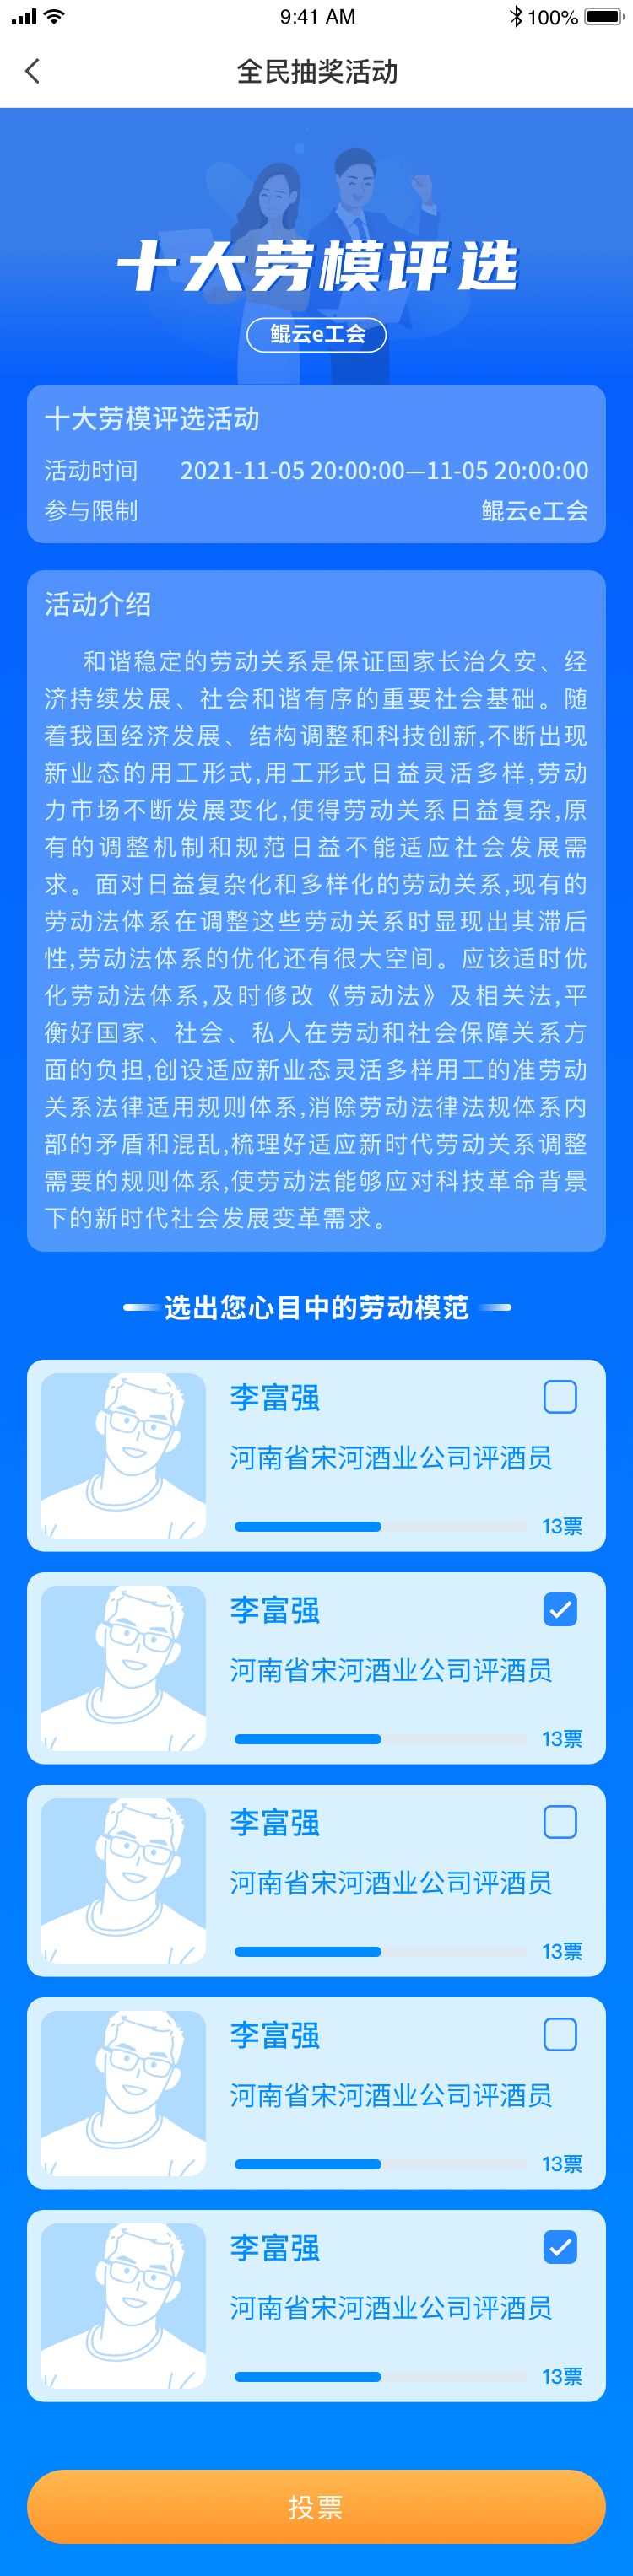 9:41 AM
100%
全民抽奖活动
十大劳模评选
鲲云e工会
十大劳模评选活动
活动时间 2021-11-05 20:00:00—11-05 20:00:00
参与限制 鲲云e工会
活动介绍
和谐稳定的劳动关系是保证国家长治久安、经
济持续发展、社会和谐有序的重要社会基础。随
着我国经济发展、结构调整和科技创新,不断出现
新业态的用工形式,用工形式日益灵活多样,劳动
力市场不断发展变化,使得劳动关系日益复杂,原
有的调整机制和规范日益不能适应社会发展需
求。面对日益复杂化和多样化的劳动关系,现有的
劳动法体系在调整这些劳动关系时显现出其滞后
性,劳动法体系的优化还有很大空间。应该适时优
化劳动法体系,及时修改《劳动法》及相关法,平
衡好国家、社会、私人在劳动和社会保障关系方
面的负担,创设适应新业态灵活多样用工的准劳动
关系法律适用规则体系,消除劳动法律法规体系内
部的矛盾和混乱,梳理好适应新时代劳动关系调整
需要的规则体系,使劳动法能够应对科技革命背景
下的新时代社会发展变革需求。
选出您心目中的劳动模范
李富强
河南省宋河酒业公司评酒员
13票
李富强
河南省宋河酒业公司评酒员
13票
李富强
河南省宋河酒业公司评酒员
13票
李富强
河南省宋河酒业公司评酒员
13票
李富强
河南省宋河酒业公司评酒员
13票
投票